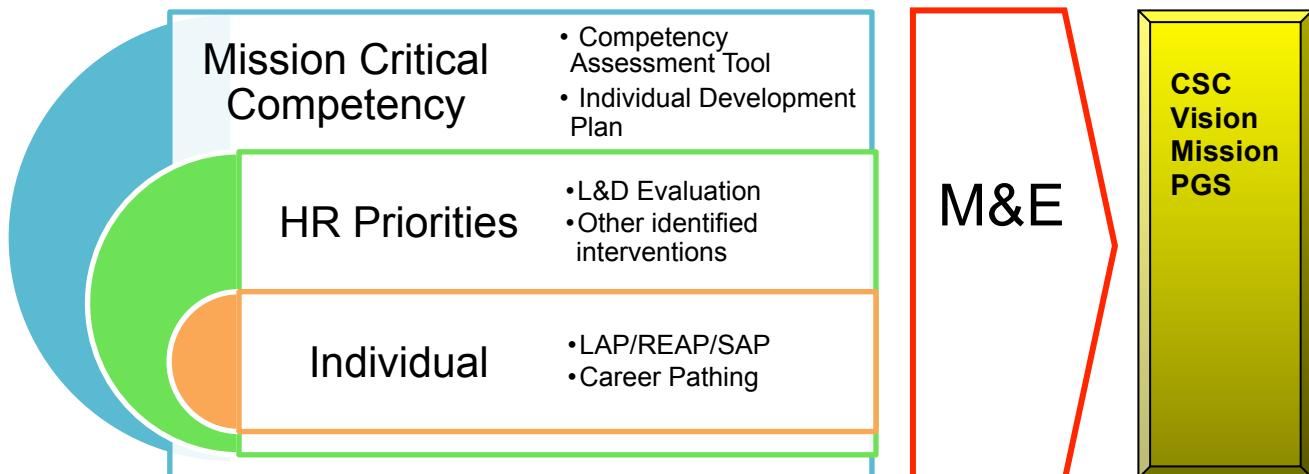 Mission Critical
Competency
• Competency
Assessment Tool
• Individual Development
Plan
HR Priorities
•L&D Evaluation
•Other identified
interventions
Individual
•LAP/REAP/SAP
•Career Pathing
M&E
CSC
Vision
Mission
PGS